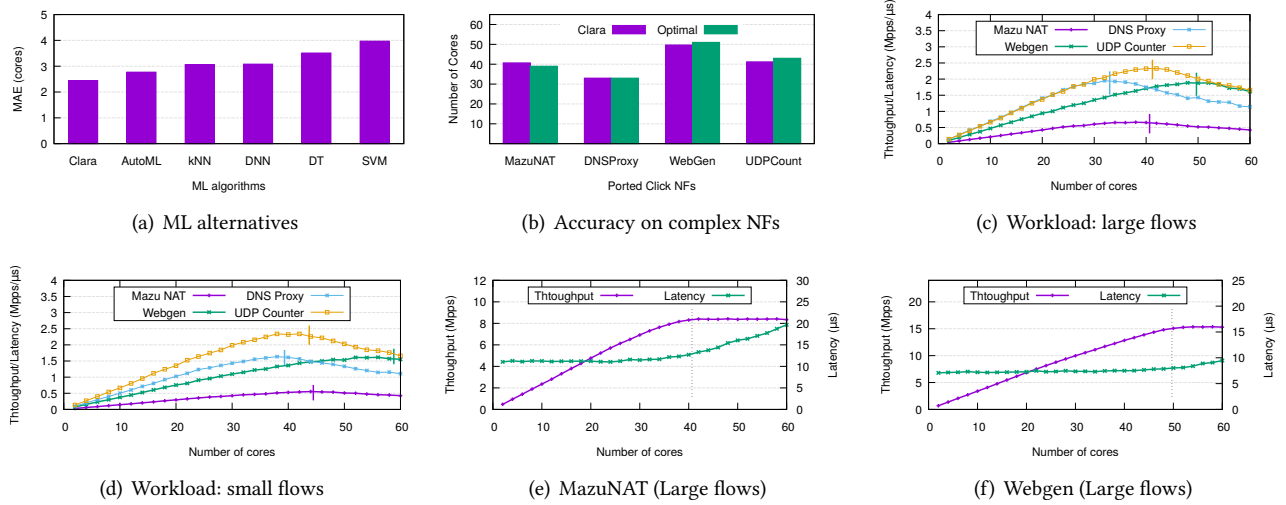 MAE (cores)
5
4
3
2
1
0
Clara AutoML kNN DNN DT SVM
ML algorithms
(a) ML alternatives
Number of Cores
60
50
40
30
20
10
Clara Optimal
MazuNAT DNSProxy WebGen UDPCount
Ported Click NFs
(b) Accuracy on complex NFs
Thtoughput/Latency (Mpps/μs)
4
3.5
3
2.5
2
1.5
1
0.5
0
Mazu NAT DNS Proxy
Webgen UDP Counter
0 10 20 30 40 50 60
Number of cores
(c) Workload: large flows
Thtoughput/Latency (Mpps/μs)
4
3.5
3
2.5
2
1.5
1
0.5
0
Mazu NAT DNS Proxy
Webgen UDP Counter
0 10 20 30 40 50 60
Number of cores
(d) Workload: small flows
Thtoughput (Mpps)
12
10
8
6
4
2
0
Thtoughput Latency
30
25
20
15
10
5
0
Latency (μs)
0 10 20 30 40 50 60
Number of cores
(e) MazuNAT (Large flows)
Thtoughput (Mpps)
20
15
10
5
0
Thtoughput Latency
25
20
15
10
5
0
Latency (μs)
0 10 20 30 40 50 60
Number of cores
(f) Webgen (Large flows)